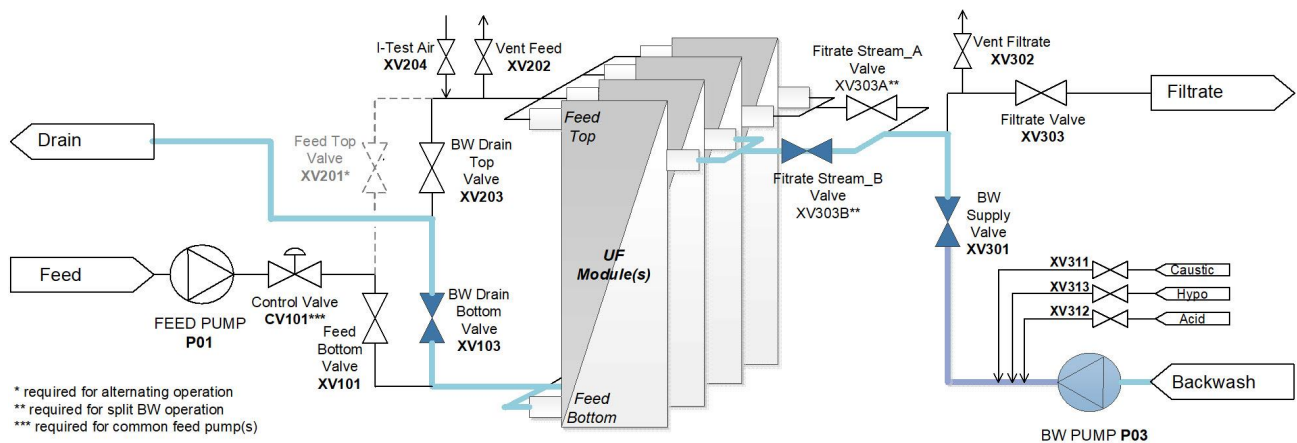 I-Test Air
XV204
Vent Feed
XV202
Fitrate Stream_A
Valve
XV303A**
Vent Filtrate
XV302
Filtrate
Filtrate Valve
XV303
Drain
Feed Top
Valve
XV201*
BW Drain
Top
Valve
XV203
Feed
Top
Fitrate Stream_B
Valve
XV303B**
BW
Supply
Valve
XV301
UF
Module(s)
Feed
FEED PUMP
P01
Control Valve
CV101***
Feed
Bottom
Valve
XV101
BW Drain
Bottom
Valve
XV103
XV311
Caustic
XV313
Hypo
XV312
Acid
Feed
Bottom
Backwash
BW PUMP P03
* required for alternating operation
** required for split BW operation
*** required for common feed pump(s)